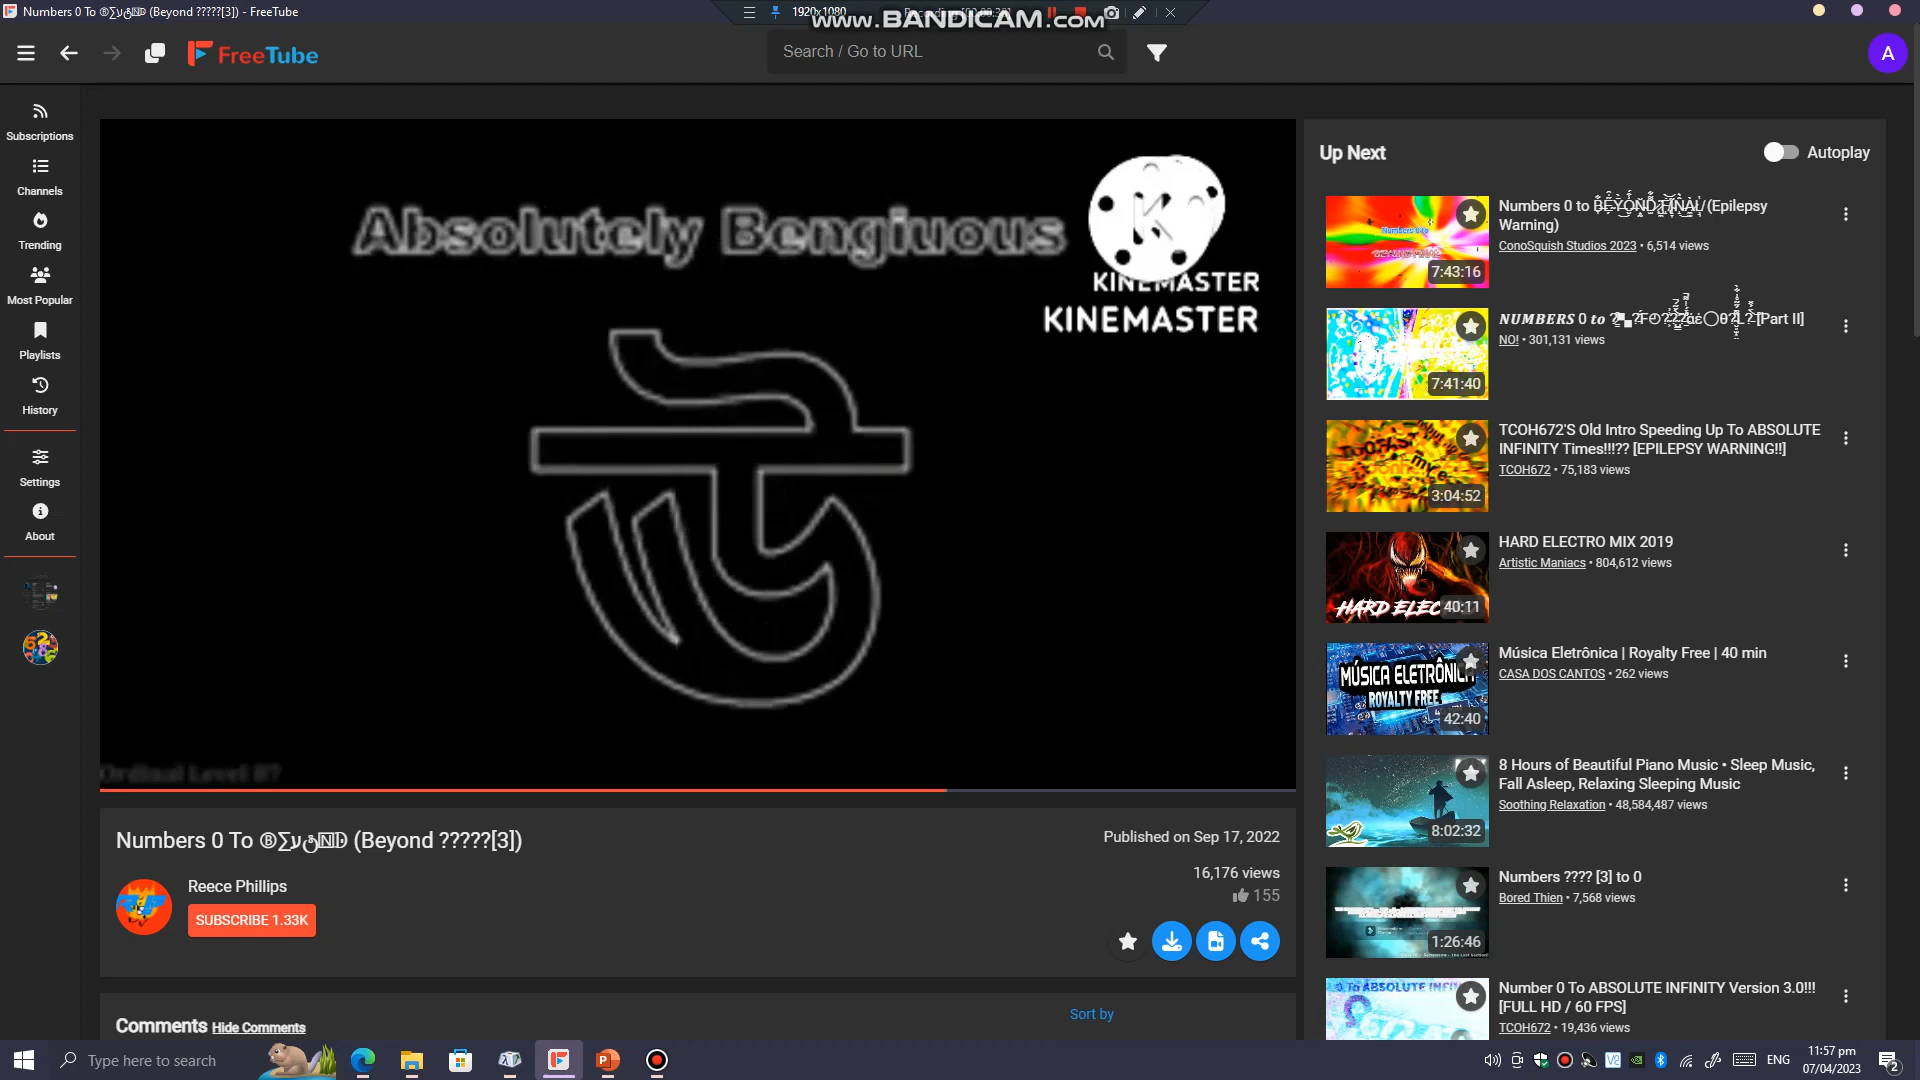 Numbers 0 To ®∑ყԾℕⅅ (Beyond ?????[3]) - FreeTube
1920x1080
www.BANDICAM.com
FreeTube
Search / Go to URL
A
Subscriptions
Channels
Trending
Most Popular
Playlists
History
Settings
About
Absolutely Bengiuous
KINEMASTER
KINEMASTER
Ordinal Level 8?
Numbers 0 To (Beyond ?????[3])
Published on Sep 17, 2022
16,176 views
155
Reece Phillips
SUBSCRIBE 1.33K
Comments Hide Comments
Sort by
Up Next
Autoplay
Numbers 0 to BEYOND FINAL (Epilepsy
Warning)
ConoSquish Studios 2023 • 6,514 views
7:43:16
NUMBERS 0 to [Part II]
NO! • 301,131 views
7:41:40
TCOH672'S Old Intro Speeding Up To ABSOLUTE
INFINITY Times!!!?? [EPILEPSY WARNING!!]
TCOH672 • 75,183 views
3:04:52
HARD ELECTRO MIX 2019
Artistic Maniacs • 804,612 views
HARD ELEC
40:11
Música Eletrônica | Royalty Free | 40 min
CASA DOS CANTOS • 262 views
MÚSICA ELETRÔNICA
ROYALTY FREE
42:40
8 Hours of Beautiful Piano Music • Sleep Music,
Fall Asleep, Relaxing Sleeping Music
Soothing Relaxation • 48,584,487 views
8:02:32
Numbers ???? [3] to 0
Bored Thien • 7,568 views
1:26:46
Number 0 To ABSOLUTE INFINITY Version 3.0!!!
[FULL HD / 60 FPS]
TCOH672 • 19,436 views
0 To ABSOLUTE INFIN
Type here to search
ENG
11:57 pm
07/04/2023
2